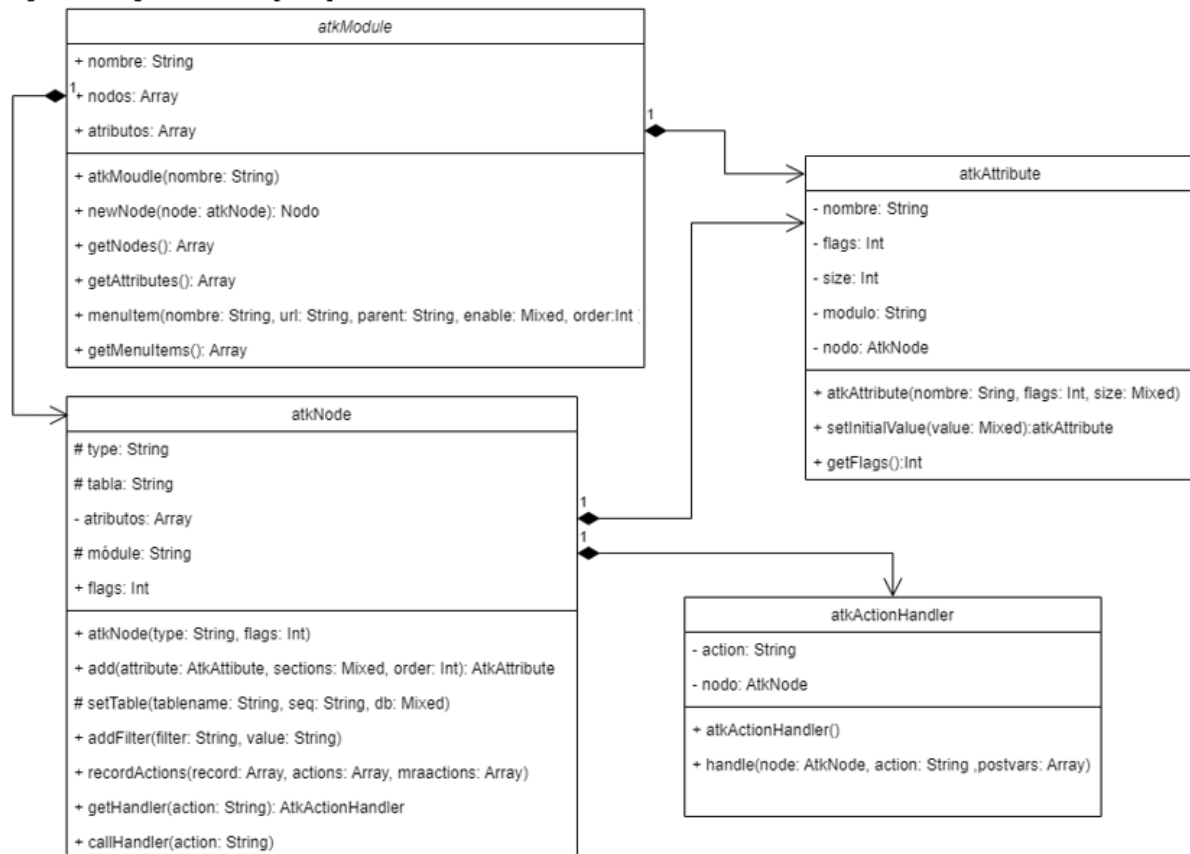 atkModule
+ nombre: String
+ nodos: Array
+ atributos: Array
+ atkMoudle(nombre: String)
+ newNode(node: atkNode): Nodo
+ getNodes(): Array
+ getAttributes(): Array
+ menuItem(nombre: String, url: String, parent: String, enable: Mixed, order:Int )
+ getMenuItems(): Array
1
1
atkAttribute
- nombre: String
- flags: Int
- size: Int
- modulo: String
- nodo: AtkNode
+ atkAttribute(nombre: Sring, flags: Int, size: Mixed)
+ setInitialValue(value: Mixed):atkAttribute
+ getFlags():Int
atkNode
# type: String
# tabla: String
- atributos: Array
# módule: String
+ flags: Int
+ atkNode(type: String, flags: Int)
+ add(attribute: AtkAttibute, sections: Mixed, order: Int): AtkAttribute
# setTable(tablename: String, seq: String, db: Mixed)
+ addFilter(filter: String, value: String)
+ recordActions(record: Array, actions: Array, mraactions: Array)
+ getHandler(action: String): AtkActionHandler
+ callHandler(action: String)
1
1
atkActionHandler
- action: String
- nodo: AtkNode
+ atkActionHandler()
+ handle(node: AtkNode, action: String ,postvars: Array)